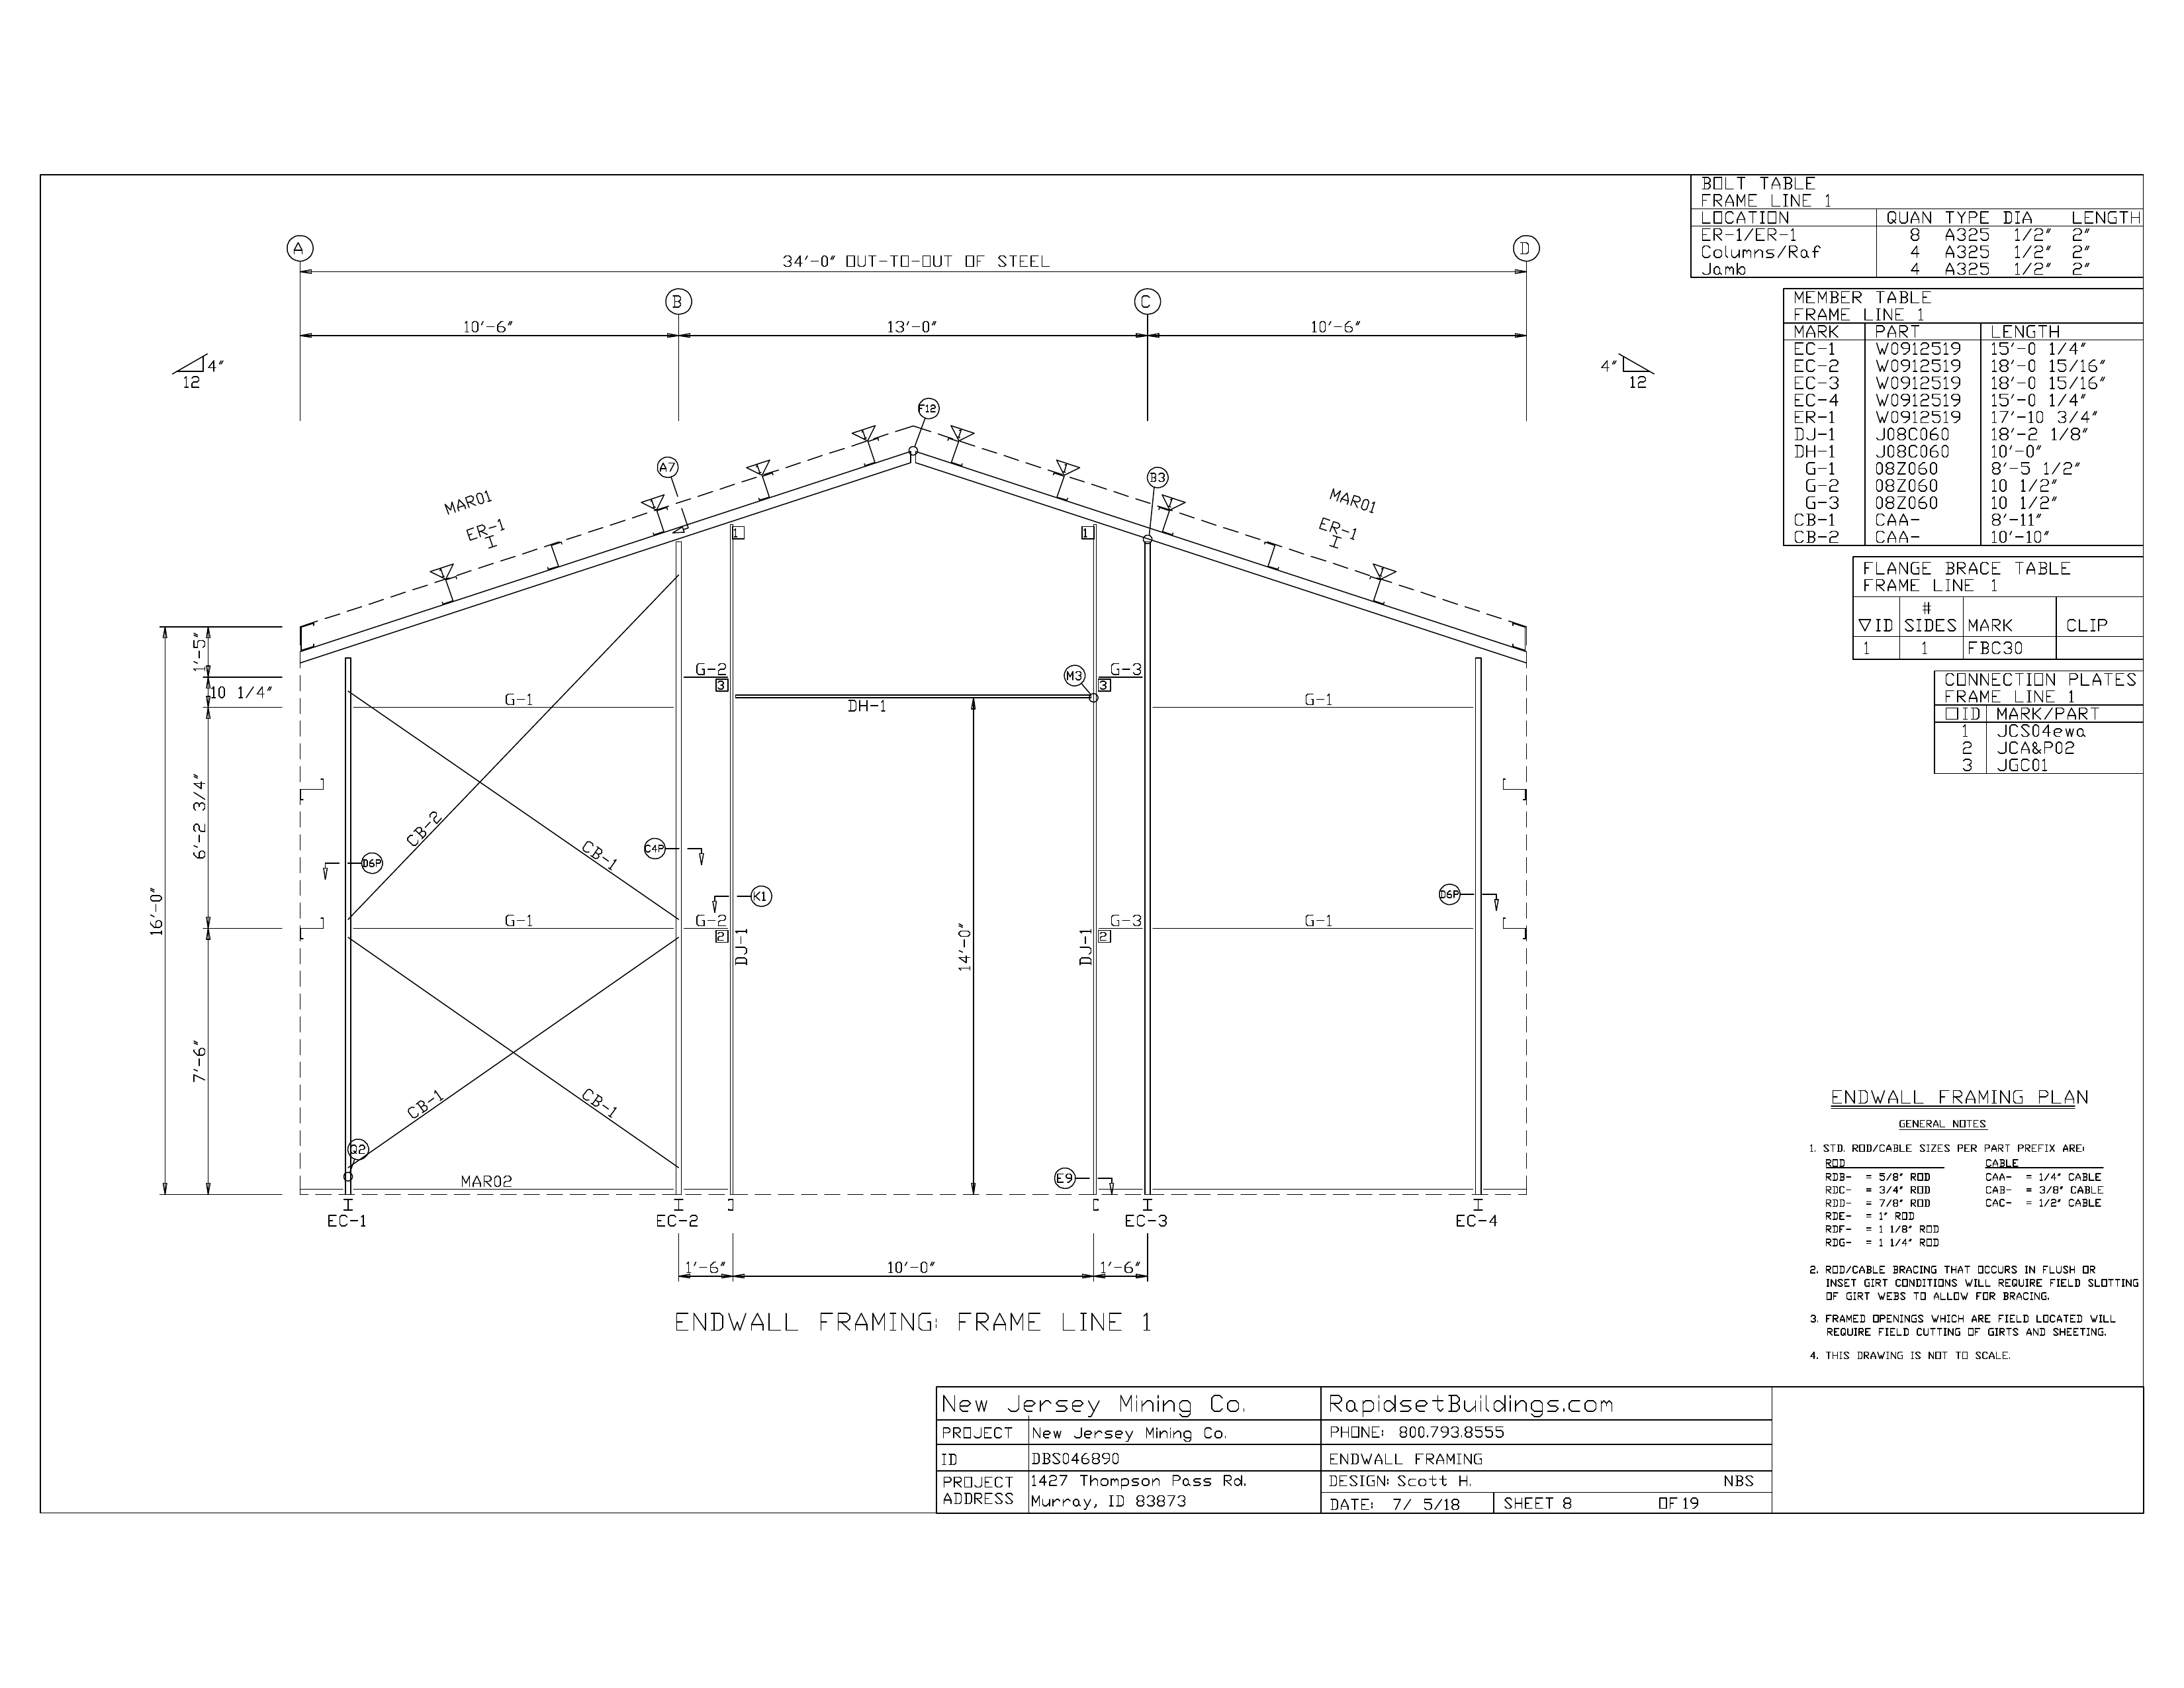 A
D
34'-0" OUT-TO-OUT OF STEEL
B
C
10'-6"
13'-0"
10'-6"
4"
12
4"
12
F12
A7
B3
MAR01
ER-1
MAR01
ER-1
1
1
1'-5"
10 1/4"
6'-2 3/4"
7'-6"
16'-0"
G-1
G-2
3
M3
3
G-3
G-1
DH-1
CB-2
CB-1
D6P
C4P
K1
D6P
G-1
G-2
2
DJ-1
14'-0"
DJ-1
2
G-3
G-1
CB-1
CB-1
Q2
MAR02
E9
EC-1
EC-2
EC-3
EC-4
1'-6"
10'-0"
1'-6"
ENDWALL FRAMING: FRAME LINE 1
BOLT TABLE
FRAME LINE 1
LOCATION QUAN TYPE DIA LENGTH
ER-1/ER-1 8 A325 1/2" 2"
Columns/Raf 4 A325 1/2" 2"
Jamb 4 A325 1/2" 2"
MEMBER TABLE
FRAME LINE 1
MARK PART LENGTH
EC-1 W0912519 15'-0 1/4"
EC-2 W0912519 18'-0 15/16"
EC-3 W0912519 18'-0 15/16"
EC-4 W0912519 15'-0 1/4"
ER-1 W0912519 17'-10 3/4"
DJ-1 J08C060 18'-2 1/8"
DH-1 J08C060 10'-0"
G-1 08Z060 8'-5 1/2"
G-2 08Z060 10 1/2"
G-3 08Z060 10 1/2"
CB-1 CAA- 8'-11"
CB-2 CAA- 10'-10"
FLANGE BRACE TABLE
FRAME LINE 1
#
▽ID SIDES MARK CLIP
1 1 FBC30
CONNECTION PLATES
FRAME LINE 1
□ID MARK/PART
1 JCS04ewa
2 JCA&P02
3 JGC01
ENDWALL FRAMING PLAN
GENERAL NOTES
1. STD. ROD/CABLE SIZES PER PART PREFIX ARE:
ROD CABLE
RDB- = 5/8" ROD CAA- = 1/4" CABLE
RDC- = 3/4" ROD CAB- = 3/8" CABLE
RDD- = 7/8" ROD CAC- = 1/2" CABLE
RDE- = 1" ROD
RDF- = 1 1/8" ROD
RDG- = 1 1/4" ROD
2. ROD/CABLE BRACING THAT OCCURS IN FLUSH OR
INSET GIRT CONDITIONS WILL REQUIRE FIELD SLOTTING
OF GIRT WEBS TO ALLOW FOR BRACING.
3. FRAMED OPENINGS WHICH ARE FIELD LOCATED WILL
REQUIRE FIELD CUTTING OF GIRTS AND SHEETING.
4. THIS DRAWING IS NOT TO SCALE.
New Jersey Mining Co.
PROJECT New Jersey Mining Co.
ID DBS046890
PROJECT ADDRESS 1427 Thompson Pass Rd.
Murray, ID 83873
RapidsetBuildings.com
PHONE: 800.793.8555
ENDWALL FRAMING
DESIGN: Scott H. NBS
DATE: 7/ 5/18 SHEET 8 OF 19